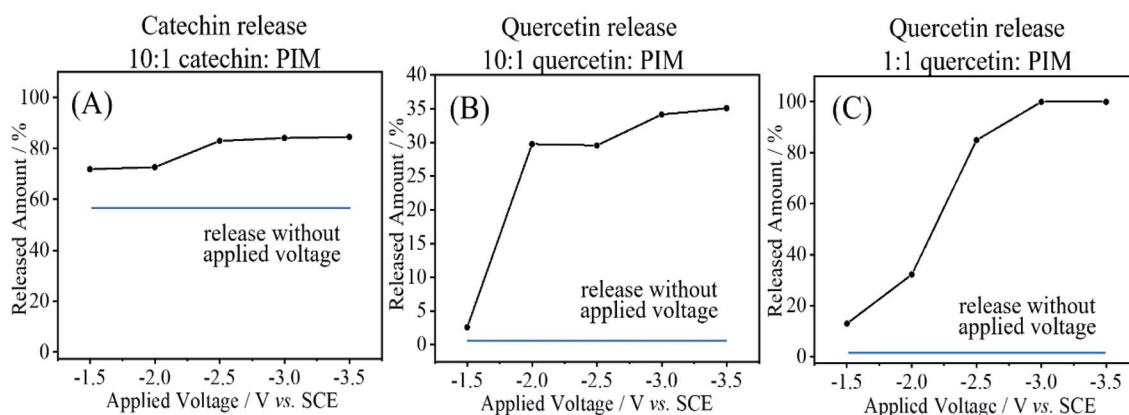 Catechin release
10:1 catechin: PIM
(A)
Released Amount / %
100
80
60
40
20
0
release without
applied voltage
-1.5 -2.0 -2.5 -3.0 -3.5
Applied Voltage / V vs. SCE
Quercetin release
10:1 quercetin: PIM
(B)
Released Amount / %
40
35
30
25
20
15
10
5
0
release without
applied voltage
-1.5 -2.0 -2.5 -3.0 -3.5
Applied Voltage / V vs. SCE
Quercetin release
1:1 quercetin: PIM
(C)
Released Amount / %
100
80
60
40
20
0
release without
applied voltage
-1.5 -2.0 -2.5 -3.0 -3.5
Applied Voltage / V vs. SCE